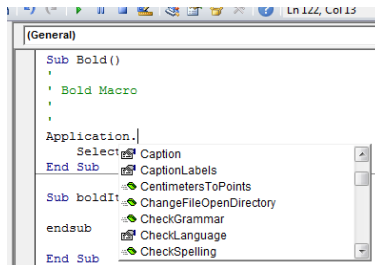 Ln 122, Col 13
(General)
Sub Bold()
'
' Bold Macro
'
'
Application.
Select
End Sub
Caption
CaptionLabels
CentimetersToPoints
ChangeFileOpenDirectory
CheckGrammar
CheckLanguage
CheckSpelling
Sub boldIt
endsub
End Sub